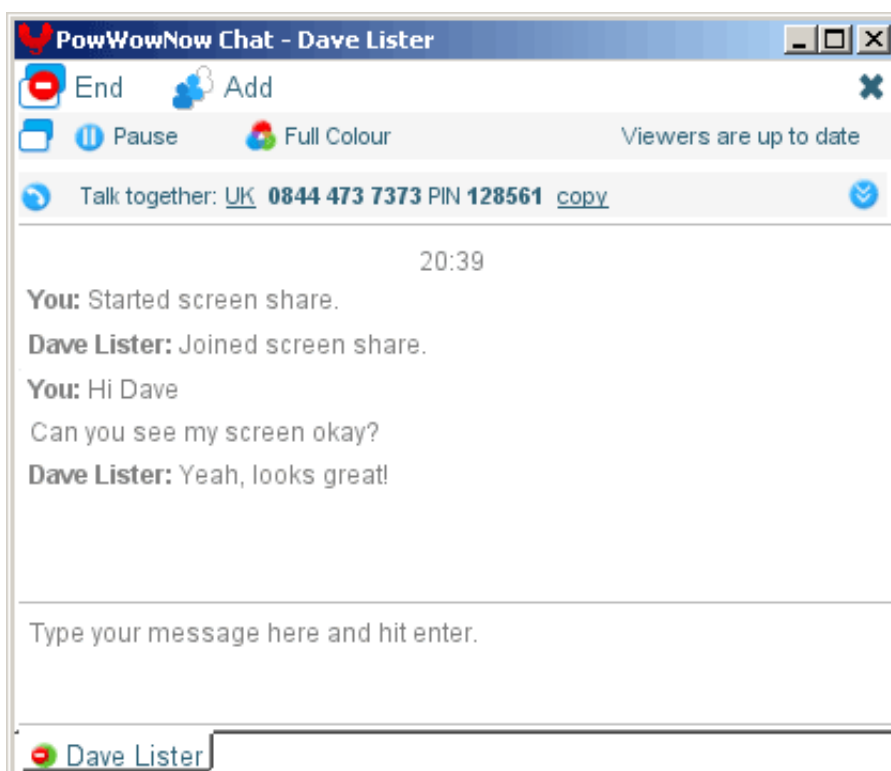 PowWowNow Chat - Dave Lister
End Add
Pause Full Colour Viewers are up to date
Talk together: UK 0844 473 7373 PIN 128561 copy
20:39
You: Started screen share.
Dave Lister: Joined screen share.
You: Hi Dave
Can you see my screen okay?
Dave Lister: Yeah, looks great!
Type your message here and hit enter.
Dave Lister